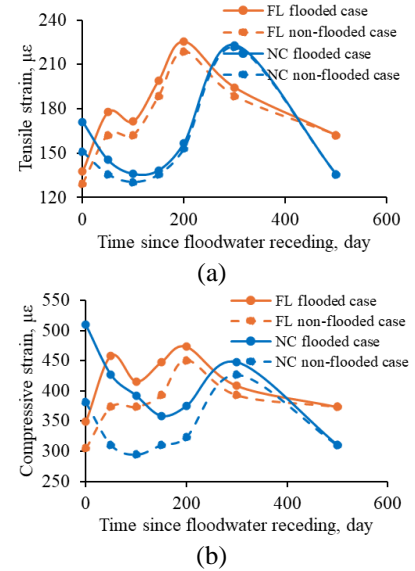 (a)
240
210
180
150
120
Tensile strain, με
FL flooded case
FL non-flooded case
NC flooded case
NC non-flooded case
0
200
400
600
Time since floodwater receding, day
(a)
550
500
450
400
350
300
250
Compressive strain, με
FL flooded case
FL non-flooded case
NC flooded case
NC non-flooded case
0
200
400
600
Time since floodwater receding, day
(b)